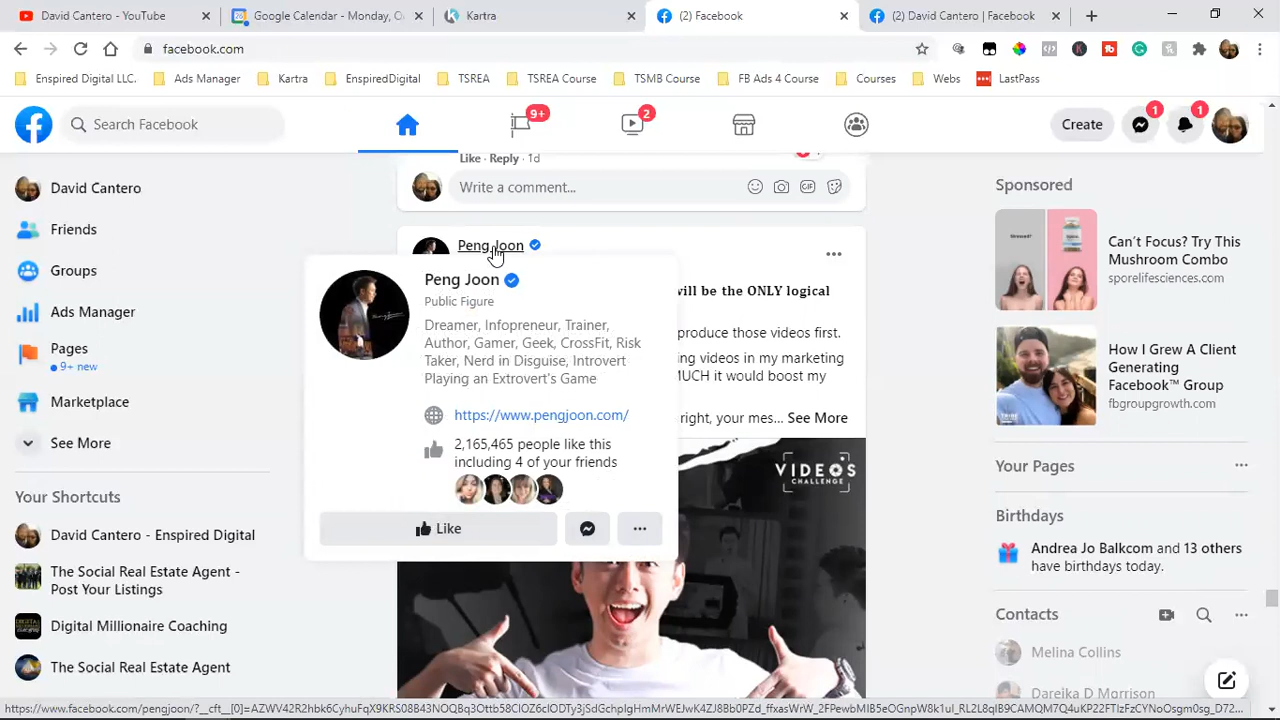 David Cantero - YouTube
Google Calendar - Monday, O
Kartra
(2) Facebook
(2) David Cantero | Facebook
facebook.com
Enspired Digital LLC.
Ads Manager
Kartra
EnspiredDigital
TSREA
TSREA Course
TSMB Course
FB Ads 4 Course
Courses
Webs
LastPass
Search Facebook
9+
2
Create
1
1
David Cantero
Friends
Groups
Ads Manager
Pages
9+ new
Marketplace
See More
Your Shortcuts
David Cantero - Enspired Digital
The Social Real Estate Agent -
Post Your Listings
Digital Millionaire Coaching
The Social Real Estate Agent
Like · Reply · 1d
Write a comment...
GIF
Peng Joon
will be the ONLY logical
produce those videos first.
ing videos in my marketing
MUCH it would boost my
right, your mes... See More
Peng Joon
Public Figure
Dreamer, Infopreneur, Trainer,
Author, Gamer, Geek, CrossFit, Risk
Taker, Nerd in Disguise, Introvert
Playing an Extrovert's Game
https://www.pengjoon.com/
2,165,465 people like this
including 4 of your friends
Like
VIDEOS
CHALLENGE
Sponsored
Can't Focus? Try This
Mushroom Combo
sporelifesciences.com
How I Grew A Client
Generating
Facebook™ Group
fbgroupgrowth.com
Your Pages
Birthdays
Andrea Jo Balkcom and 13 others
have birthdays today.
Contacts
Melina Collins
Dareika D Morrison